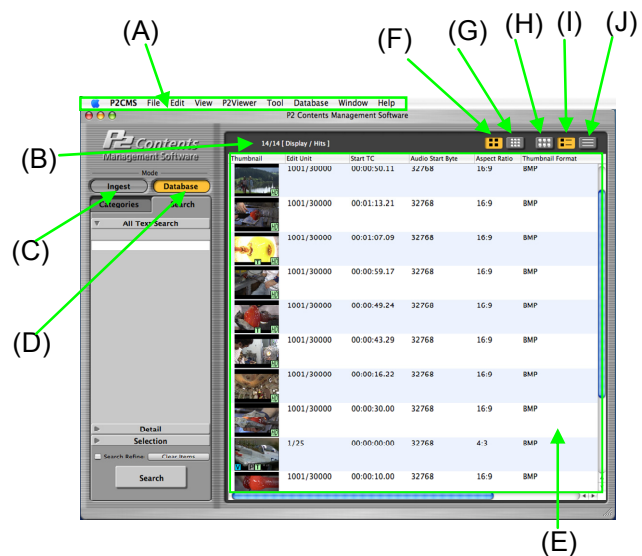 (A)
(F)
(G)
(H)
(I)
(J)
P2CMS File Edit View P2Viewer Tool Database Window Help
P2 Contents Management Software
(B)
P2 Contents
Management Software
14/14 [ Display / Hits ]
Mode
Ingest Database
Categories Search
All Text Search
(C)
(D)
Thumbnail Edit Unit Start TC Audio Start Byte Aspect Ratio Thumbnail Format
1001/30000 00:00:50.11 32768 16:9 BMP
1001/30000 00:01:13.21 32768 16:9 BMP
1001/30000 00:01:07.09 32768 16:9 BMP
1001/30000 00:00:59.17 32768 16:9 BMP
1001/30000 00:00:49.24 32768 16:9 BMP
1001/30000 00:00:43.29 32768 16:9 BMP
1001/30000 00:00:16.22 32768 16:9 BMP
1001/30000 00:00:30.00 32768 16:9 BMP
1/25 00:00:00:00 32768 4:3 BMP
1001/30000 00:00:10.00 32768 16:9 BMP
Detail
Selection
Search Refine Clear Items
Search
(E)